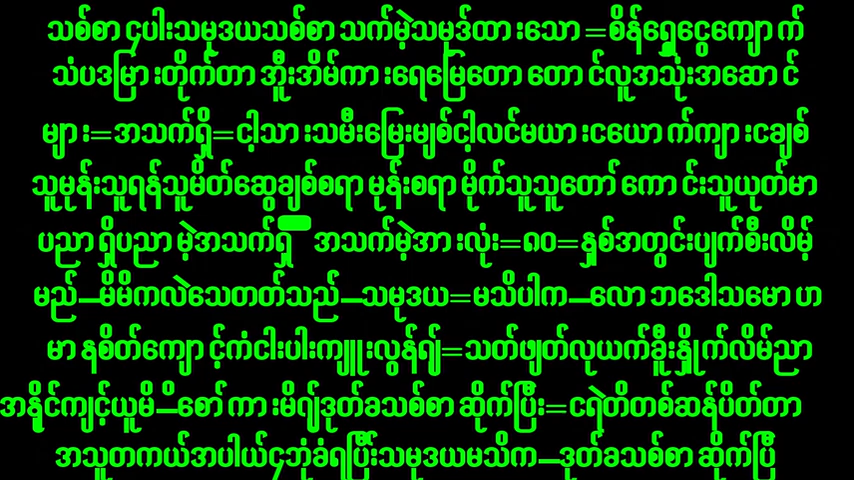 သစ်စာ ၄ပါးသမုဒယသစ်စာ သက်မဲ့သမုဒ်ထာ းသော =စိန်ရွှေငွေကျော က်
သံပဒမြာ းတိုက်တာ အိူးအိမ်ကာ းရေမြေတော တော င်လူအသုံးအဆော င်
မျာ း=အသက်ရှိ=ငါ့သာ းသမီးမြေးမျစ်ငါ့လင်မယာ းငယော က်ကျာ းငချစ်
သူမုန်းသူရန်သူမိတ်ဆွေချစ်စရာ မုန်းစရာ မိုက်သူသူတော် ကော င်းသူယုတ်မာ
ပညာ ရှိပညာ မဲ့အသက်ရှိ အသက်မဲ့အာ းလုံး=၈၀=နှစ်အတွင်းပျက်စီးလိမ့်
မည်_မိမိကလဲသေတတ်သည်_သမုဒယ=မသိပါက_လော ဘဒေါသမော ဟ
မာ နစိတ်ကျော င့်ကံငါးပါးကျူးလွန်ရျ်=သတ်ဖျတ်လုယက်ခိူးနှိုက်လိမ်ညာ
အနိူင်ကျင့်ယူမိ_ိစော် ကာ းမိဂျ်ဒုတ်ခသစ်စာ ဆိုက်ပြီး=ငရဲတိတစ်ဆန်ပိတ်တာ
အသူတကယ်အပါယ်၄ဘုံခံရပြီးသမုဒယမသိက_ဒုတ်ခသစ်စာ ဆိုက်ပြီ